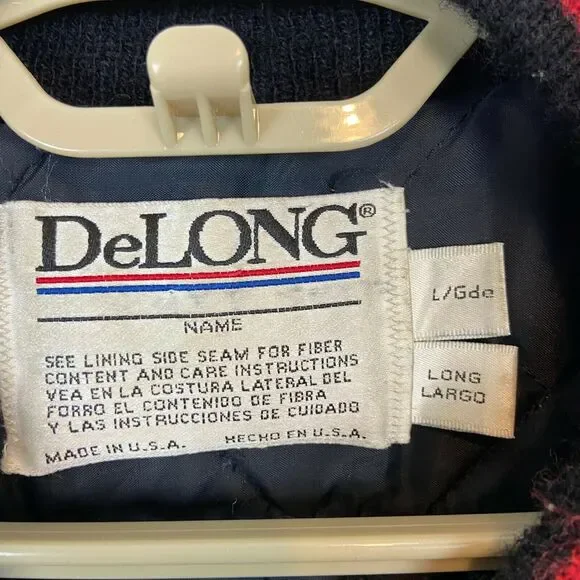 DeLONG®
NAME
SEE LINING SIDE SEAM FOR FIBER
CONTENT AND CARE INSTRUCTIONS
VEA EN LA COSTURA LATERAL DEL
FORRO EL CONTENIDO DE FIBRA
Y LAS INSTRUCCIONES DE CUIDADO
MADE IN U.S.A. HECHO EN U.S.A.
L/Gde
LONG
LARGO